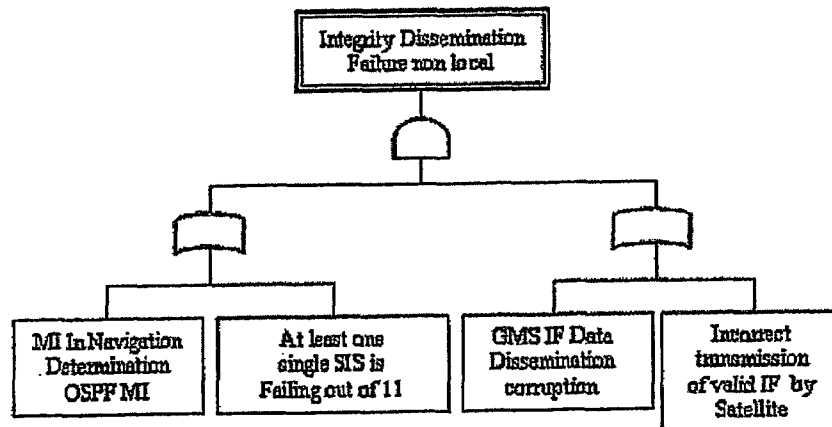 Integrity Dissemination
Failure non local
MI In Navigation
Determination
OSPF MI
At least one
single SIS is
Failing out of 11
GMS IF Data
Dissemination
corruption
Incorrect
transmission
of valid IF by
Satellite